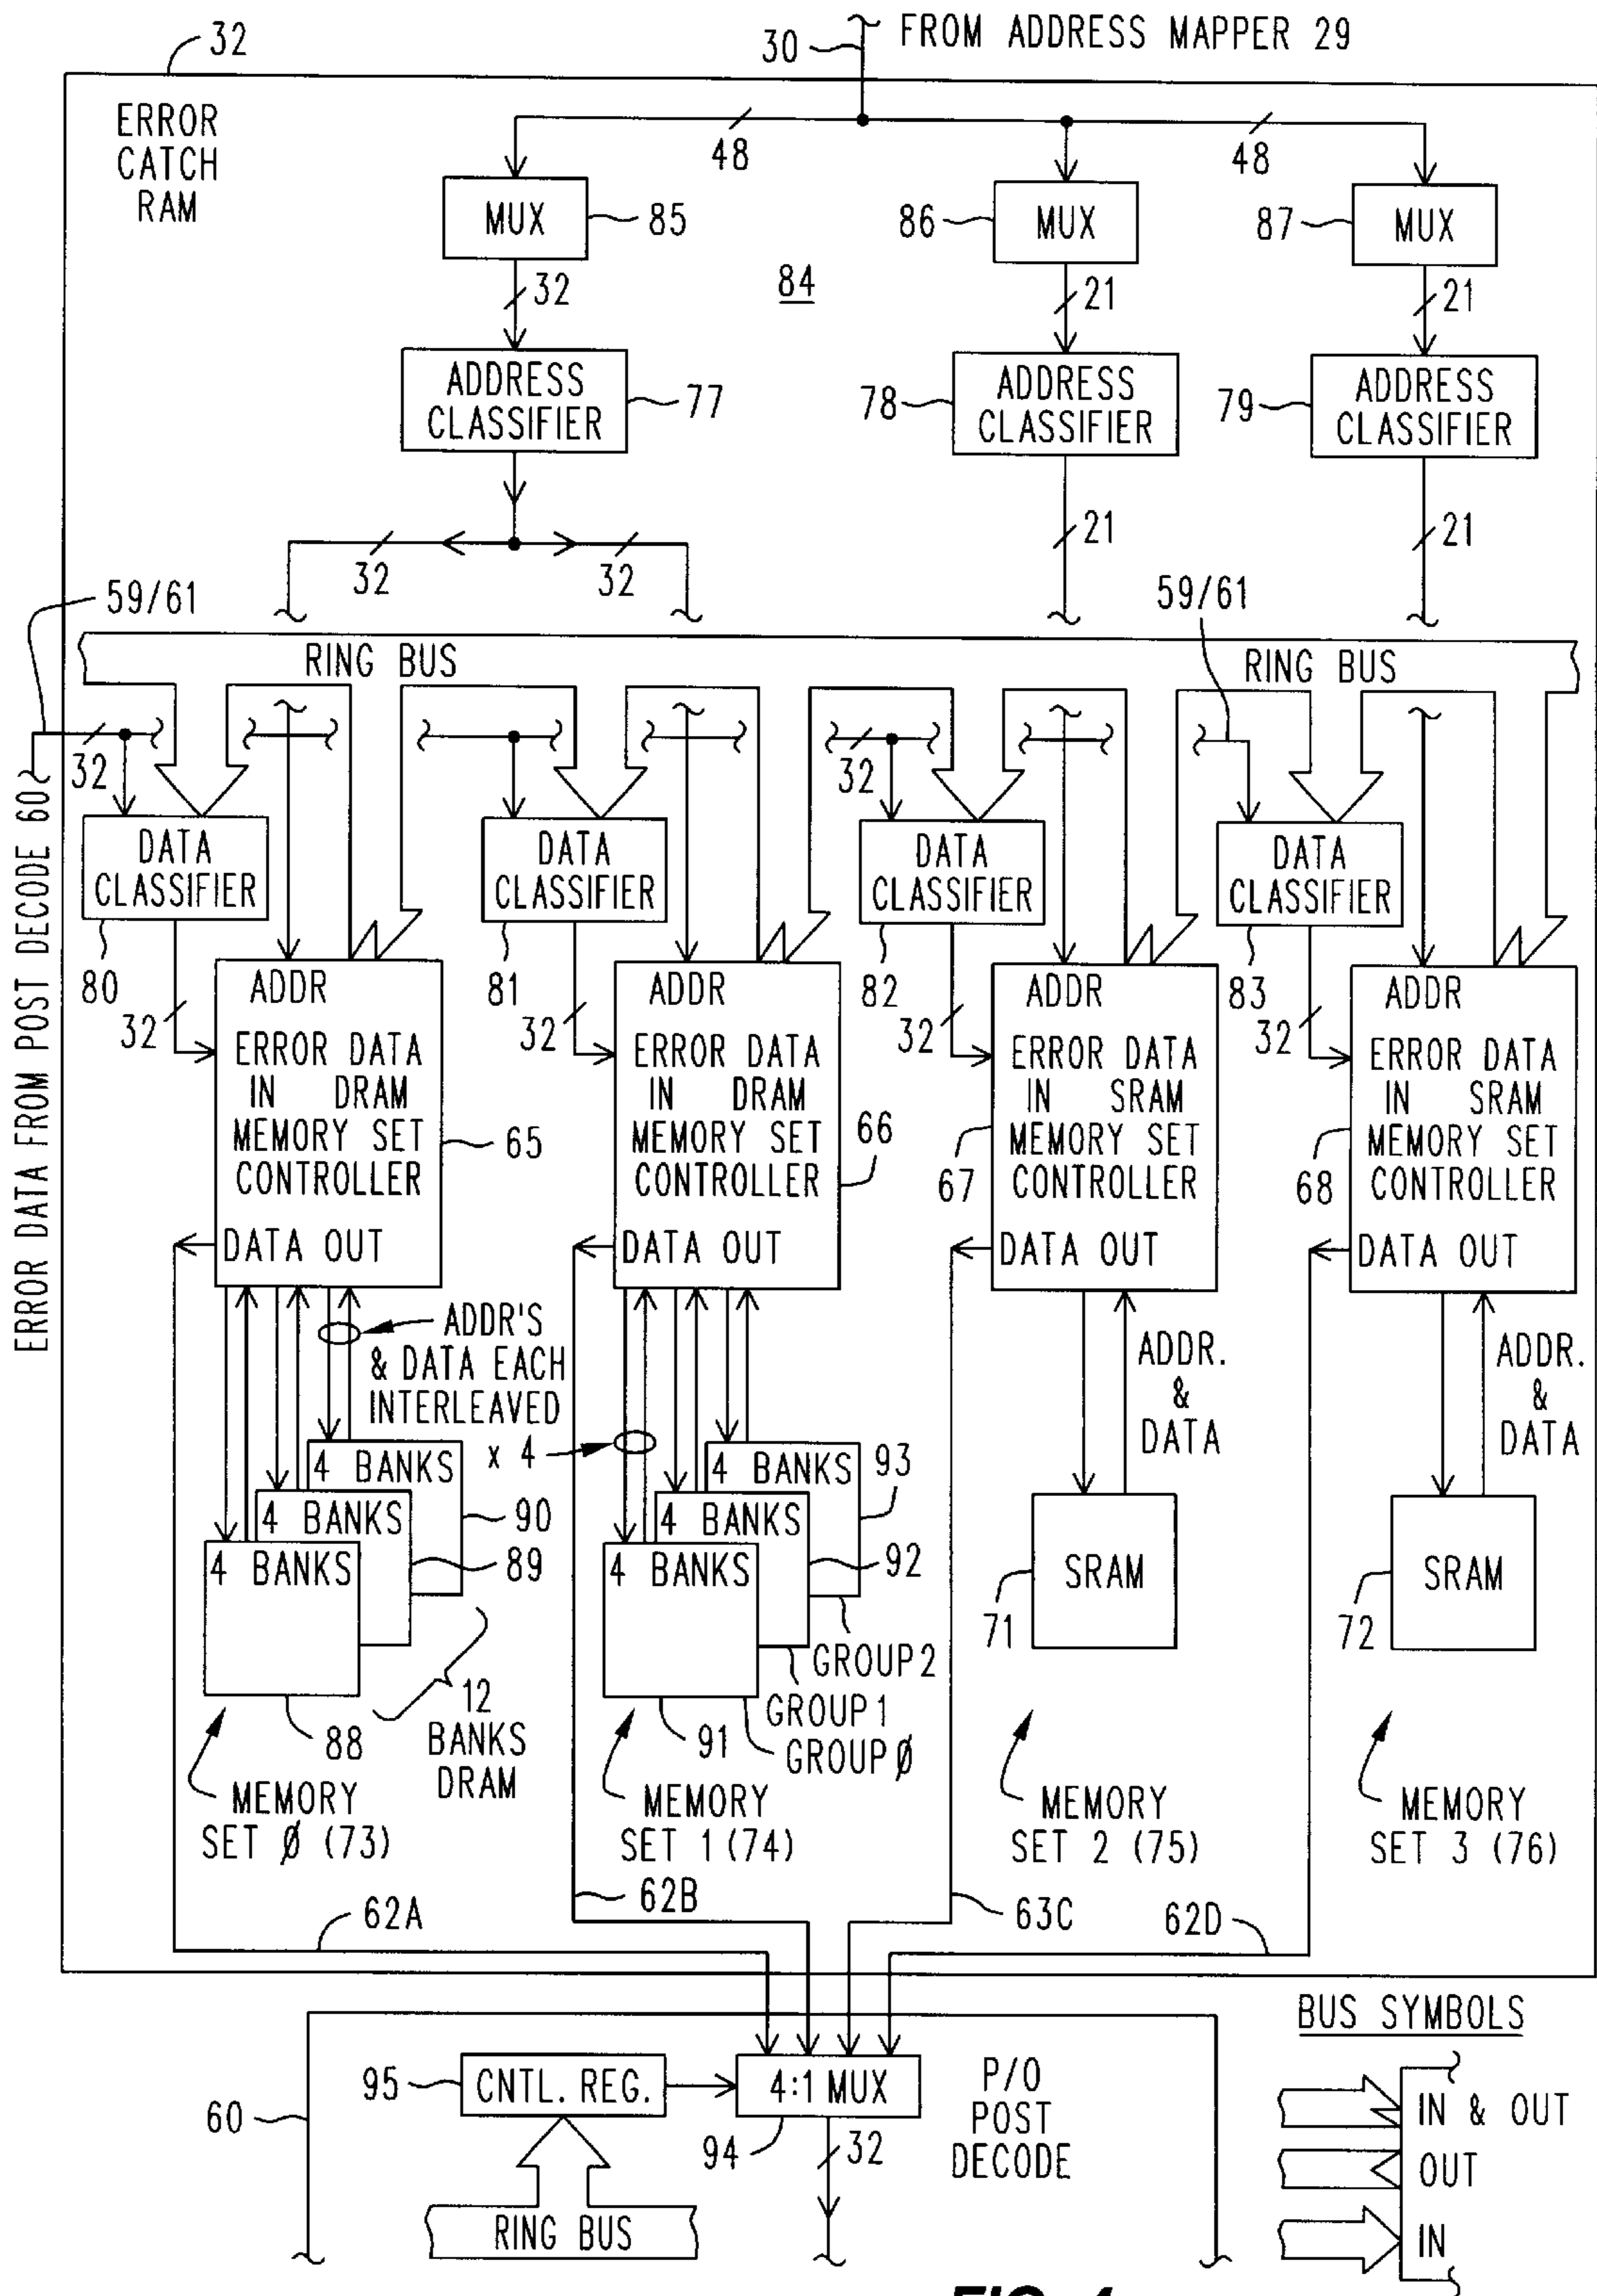 FROM ADDRESS MAPPER 29
30
32
ERROR
CATCH
RAM
48
48
MUX
85
86
MUX
87
MUX
32
84
21
21
ADDRESS
CLASSIFIER
77
78
ADDRESS
CLASSIFIER
79
ADDRESS
CLASSIFIER
32
32
21
21
59/61
59/61
RING BUS
RING BUS
ERROR DATA FROM POST DECODE 60
32
32
DATA
CLASSIFIER
80
DATA
CLASSIFIER
81
DATA
CLASSIFIER
82
DATA
CLASSIFIER
83
32
32
32
32
ADDR
ERROR DATA
IN DRAM
MEMORY SET
CONTROLLER
DATA OUT
65
ADDR
ERROR DATA
IN DRAM
MEMORY SET
CONTROLLER
DATA OUT
66
ADDR
ERROR DATA
IN SRAM
MEMORY SET
CONTROLLER
DATA OUT
67
ADDR
ERROR DATA
IN SRAM
MEMORY SET
CONTROLLER
DATA OUT
68
ADDR'S
& DATA EACH
INTERLEAVED
x 4
ADDR.
&
DATA
ADDR.
&
DATA
4 BANKS
90
4 BANKS
89
4 BANKS
88
12
BANKS
DRAM
4 BANKS
93
4 BANKS
92
4 BANKS
91
GROUP 2
GROUP 1
GROUP Ø
SRAM
71
SRAM
72
MEMORY
SET Ø (73)
MEMORY
SET 1 (74)
MEMORY
SET 2 (75)
MEMORY
SET 3 (76)
62A
62B
63C
62D
BUS SYMBOLS
95
CNTL. REG.
4:1 MUX
94
32
P/O
POST
DECODE
60
RING BUS
IN & OUT
OUT
IN